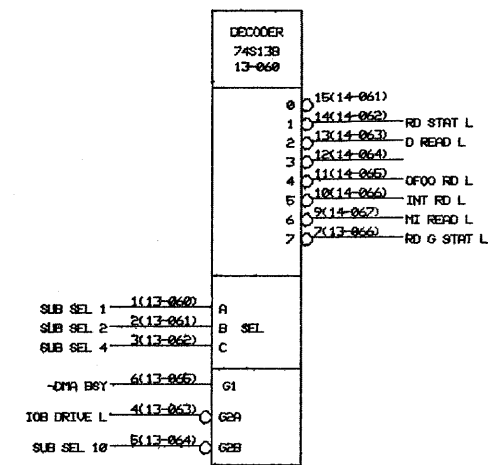 DECODER
74S138
13-060
0 15(14-061)
1 14(14-062) RD STAT L
2 13(14-063) D READ L
3 12(14-064)
4 11(14-065) OFOO RD L
5 10(14-066) INT RD L
6 9(14-067) MI READ L
7 7(13-066) RD G STAT L
SUB SEL 1 1(13-060) A
SUB SEL 2 2(13-061) B SEL
SUB SEL 4 3(13-062) C
¬DMA BSY 6(13-065) G1
IOB DRIVE L 4(13-063) G2A
SUB SEL 10 5(13-064) G2B